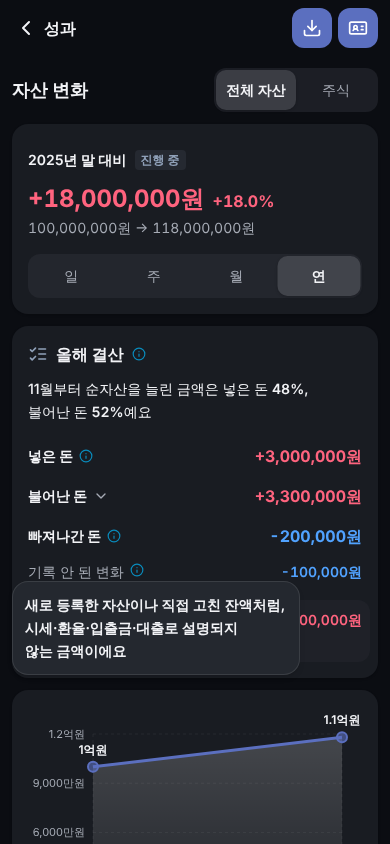 성과
자산 변화
전체 자산
주식
2025년 말 대비 진행 중
+18,000,000원 +18.0%
100,000,000원 → 118,000,000원
일
주
월
연
올해 결산
11월부터 순자산을 늘린 금액은 넣은 돈 48%,
불어난 돈 52%예요
넣은 돈 +3,000,000원
불어난 돈 +3,300,000원
빠져나간 돈 -200,000원
기록 안 된 변화 -100,000원
새로 등록한 자산이나 직접 고친 잔액처럼,
시세·환율·입출금·대출로 설명되지
않는 금액이에요
00,000원
1.1억원
1.2억원
1억원
9,000만원
6,000만원